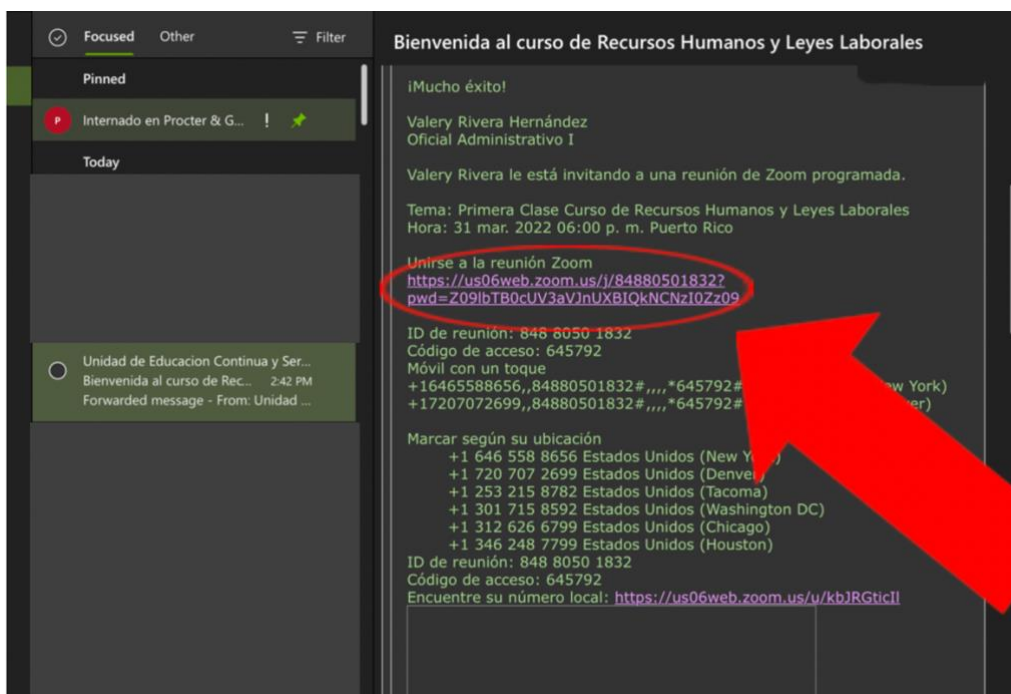 Focused Other Filter
Pinned
P Internado en Procter & G... !
Today
Unidad de Educacion Continua y Ser...
Bienvenida al curso de Rec... 2:42 PM
Forwarded message - From: Unidad ...
Bienvenida al curso de Recursos Humanos y Leyes Laborales
¡Mucho éxito!
Valery Rivera Hernández
Oficial Administrativo I
Valery Rivera le está invitando a una reunión de Zoom programada.
Tema: Primera Clase Curso de Recursos Humanos y Leyes Laborales
Hora: 31 mar. 2022 06:00 p. m. Puerto Rico
Unirse a la reunión Zoom
https://us06web.zoom.us/j/84880501832?
pwd=Z09lbTB0cUV3aVJnUXBIQkNCNzI0Zz09
ID de reunión: 848 8050 1832
Código de acceso: 645792
Móvil con un toque
+16465588656,,84880501832#,,,,*645792# York)
+17207072699,,84880501832#,,,,*645792#
Marcar según su ubicación
+1 646 558 8656 Estados Unidos (New
+1 720 707 2699 Estados Unidos (Denver)
+1 253 215 8782 Estados Unidos (Tacoma)
+1 301 715 8592 Estados Unidos (Washington DC)
+1 312 626 6799 Estados Unidos (Chicago)
+1 346 248 7799 Estados Unidos (Houston)
ID de reunión: 848 8050 1832
Código de acceso: 645792
Encuentre su número local: https://us06web.zoom.us/u/kbJRGticIl